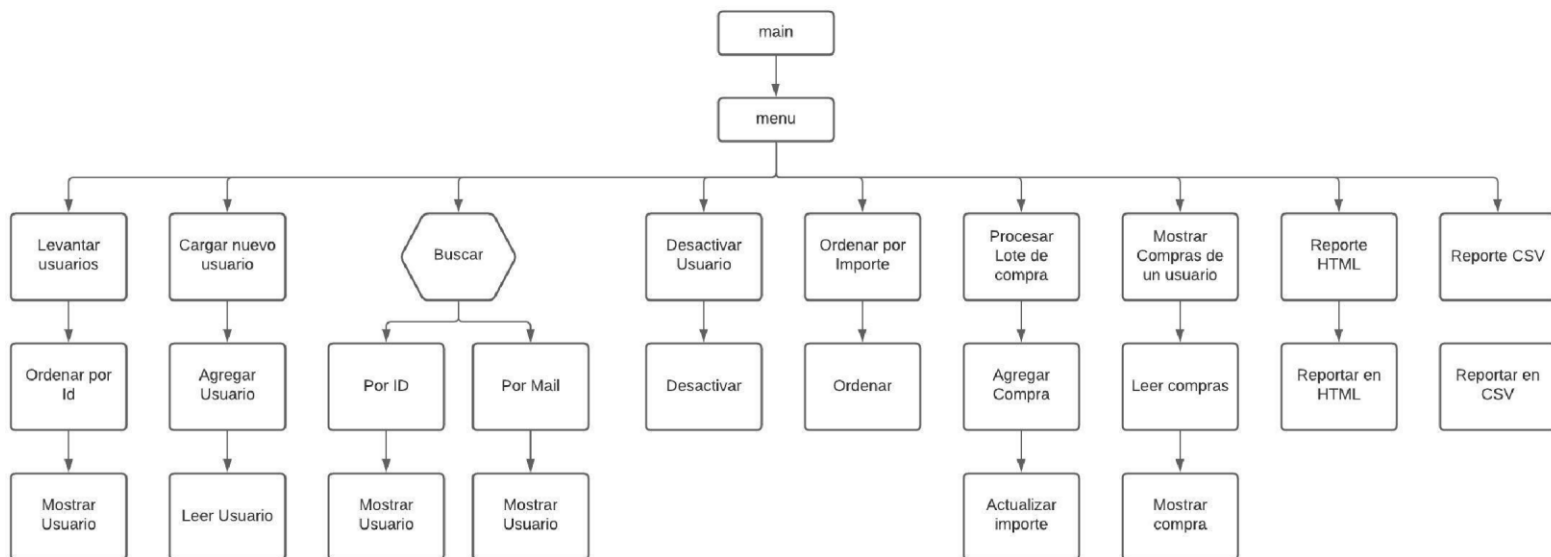 main
menu
Levantar
usuarios
Cargar nuevo
usuario
Buscar
Desactivar
Usuario
Ordenar por
Importe
Procesar
Lote de
compra
Mostrar
Compras de
un usuario
Reporte
HTML
Reporte CSV
Ordenar por
Id
Agregar
Usuario
Por ID
Por Mail
Desactivar
Ordenar
Agregar
Compra
Leer compras
Reportar en
HTML
Reportar en
CSV
Mostrar
Usuario
Leer Usuario
Mostrar
Usuario
Mostrar
Usuario
Actualizar
importe
Mostrar
compra